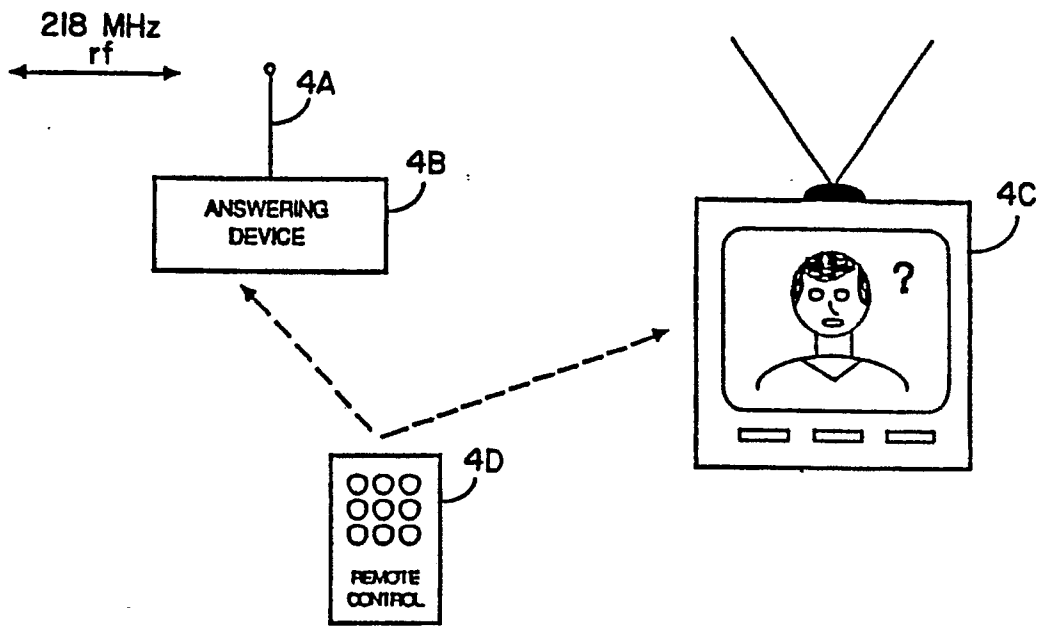 218 MHz
rf
4A
4B
ANSWERING
DEVICE
4C
?
4D
REMOTE
CONTROL